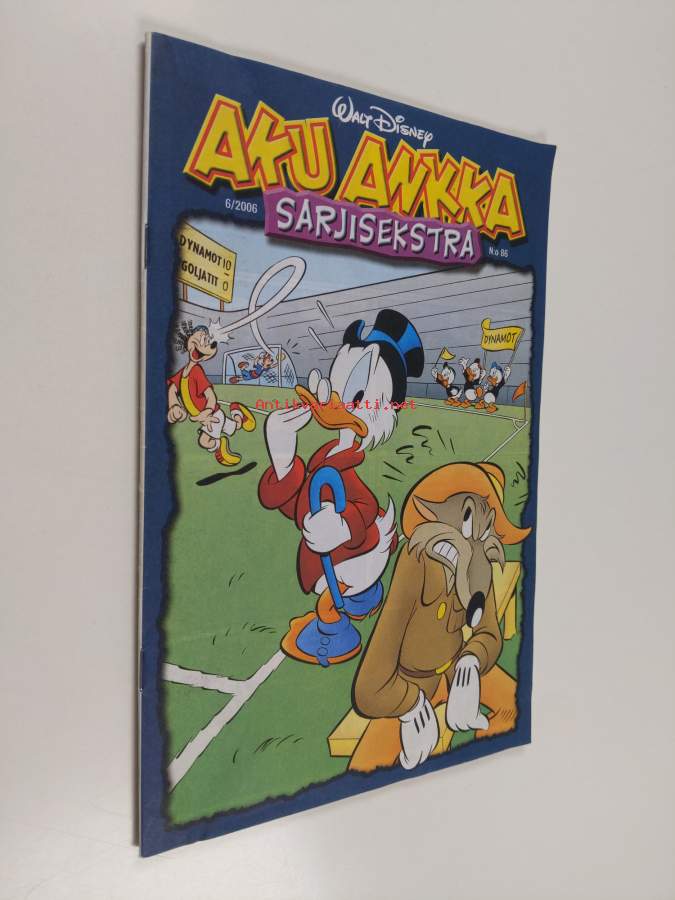 WALT DISNEY
AKU ANKKA
6/2006
SARJISEKSTRA
N:o 86
DYNAMOT 10
GOLJATIT 0
DYNAMOT
Antikvariaatti.net